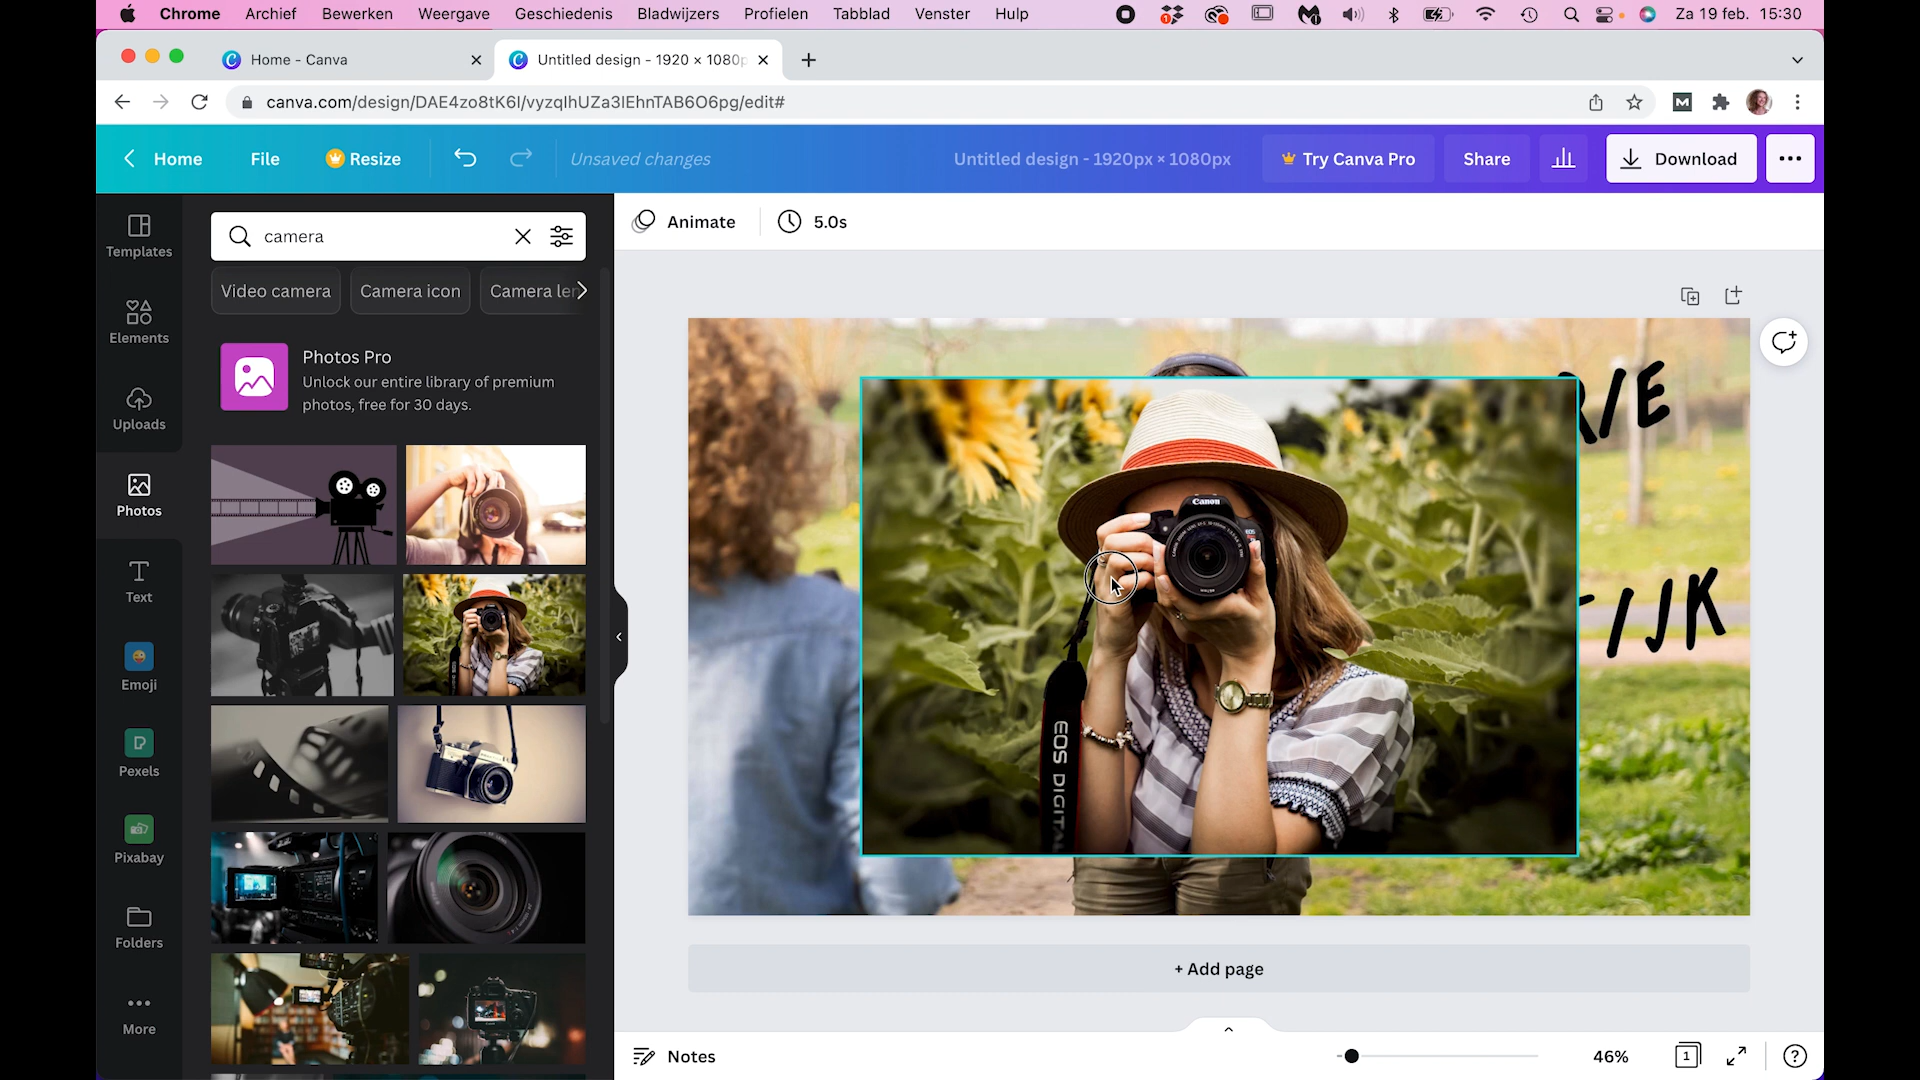 Chrome Archief Bewerken Weergave Geschiedenis Bladwijzers Profielen Tabblad Venster Hulp Za 19 feb. 15:30
Home - Canva
Untitled design - 1920 × 1080p
canva.com/design/DAE4zo8tK6I/vyzqlhUZa3IEhnTAB6O6pg/edit#
Home File Resize Unsaved changes Untitled design - 1920px × 1080px Try Canva Pro Share Download
Templates
Elements
Uploads
Photos
Text
Emoji
Pexels
Pixabay
Folders
More
camera
Video camera Camera icon Camera len
Photos Pro
Unlock our entire library of premium
photos, free for 30 days.
Animate 5.0s
Canon
EOS DIGITA
+ Add page
Notes
46%
1